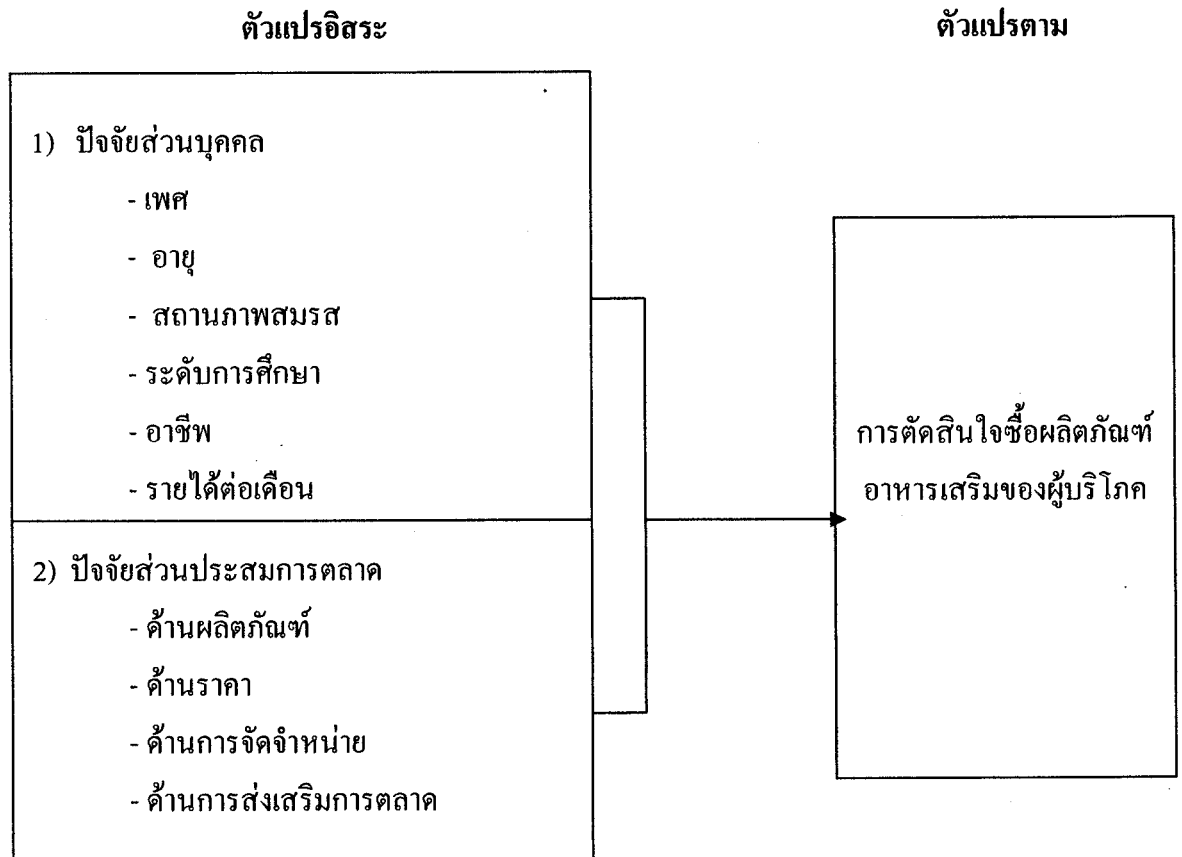 ตัวแปรอิสระ
ตัวแปรตาม
1) ปัจจัยส่วนบุคคล
- เพศ
- อายุ
- สถานภาพสมรส
- ระดับการศึกษา
- อาชีพ
- รายได้ต่อเดือน
2) ปัจจัยส่วนประสมการตลาด
- ด้านผลิตภัณฑ์
- ด้านราคา
- ด้านการจัดจำหน่าย
- ด้านการส่งเสริมการตลาด
การตัดสินใจซื้อผลิตภัณฑ์
อาหารเสริมของผู้บริโภค